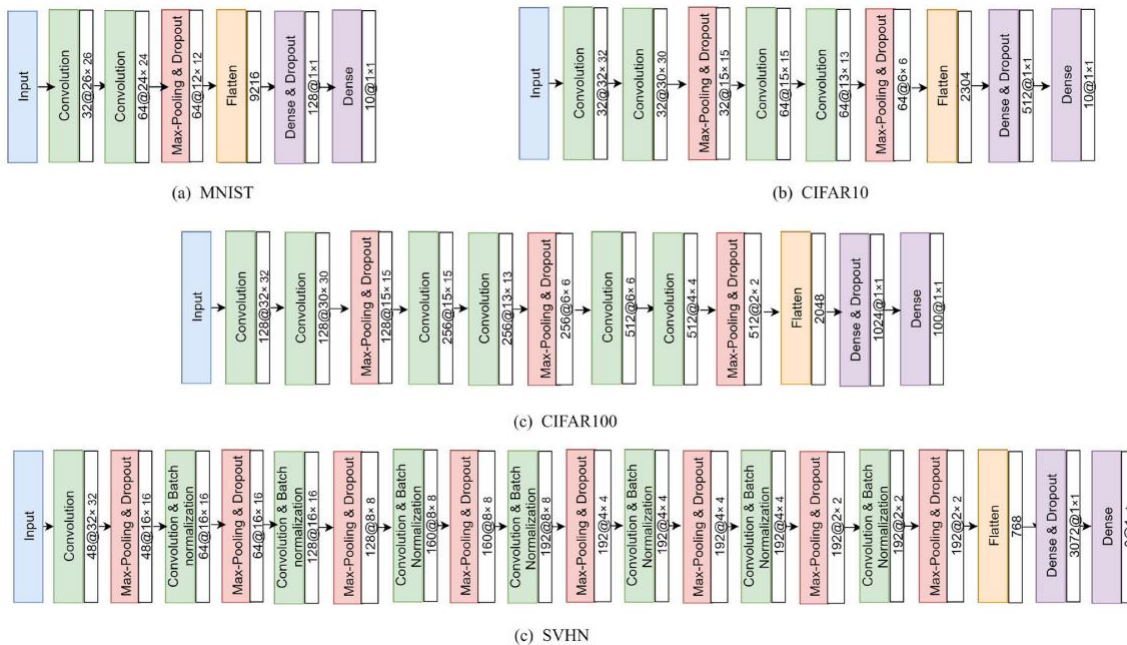 Input
Convolution
32@26× 26
Convolution
64@24× 24
Max-Pooling & Dropout
64@12× 12
Flatten
9216
Dense & Dropout
128@1×1
Dense
10@1×1
(a) MNIST
Input
Convolution
32@32× 32
Convolution
32@30× 30
Max-Pooling & Dropout
32@15× 15
Convolution
64@15× 15
Convolution
64@13× 13
Max-Pooling & Dropout
64@6× 6
Flatten
2304
Dense & Dropout
512@1×1
Dense
10@1×1
(b) CIFAR10
Input
Convolution
128@32× 32
Convolution
128@30× 30
Max-Pooling & Dropout
128@15× 15
Convolution
256@15× 15
Convolution
256@13× 13
Max-Pooling & Dropout
256@6× 6
Convolution
512@6× 6
Convolution
512@4× 4
Max-Pooling & Dropout
512@2× 2
Flatten
2048
Dense & Dropout
1024@1×1
Dense
100@1×1
(c) CIFAR100
Input
Convolution
48@32× 32
Max-Pooling & Dropout
48@16× 16
Convolution & Batch
normalization
64@16× 16
Max-Pooling & Dropout
64@16× 16
Convolution & Batch
normalization
128@16× 16
Max-Pooling & Dropout
128@8× 8
Convolution & Batch
Normalization
160@8× 8
Max-Pooling & Dropout
160@8× 8
Convolution & Batch
Normalization
192@8× 8
Max-Pooling & Dropout
192@4× 4
Convolution & Batch
Normalization
192@4× 4
Max-Pooling & Dropout
192@4× 4
Convolution & Batch
Normalization
192@4× 4
Max-Pooling & Dropout
192@2× 2
Convolution & Batch
Normalization
192@2× 2
Max-Pooling & Dropout
192@2× 2
Flatten
768
Dense & Dropout
3072@1×1
Dense
(c) SVHN